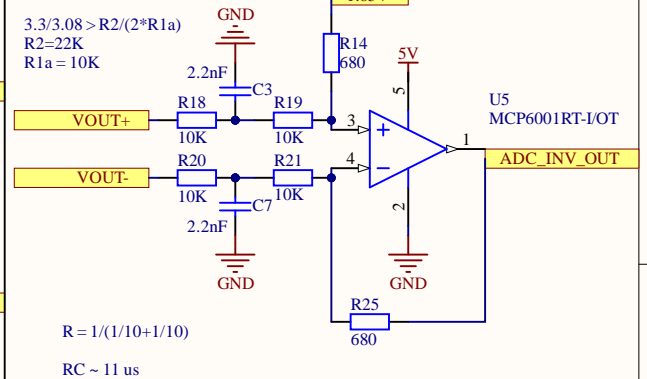 GND
3.3/3.08 > R2/(2*R1a)
R2=22K
R1a = 10K
R14
680
5V
2.2nF
C3
5
U5
MCP6001RT-I/OT
R18
R19
VOUT+
3
10K
10K
1
ADC_INV_OUT
R20
R21
4
VOUT-
10K
10K
C7
2
2.2nF
GND
GND
R25
680
R = 1/(1/10+1/10)
RC ~ 11 us